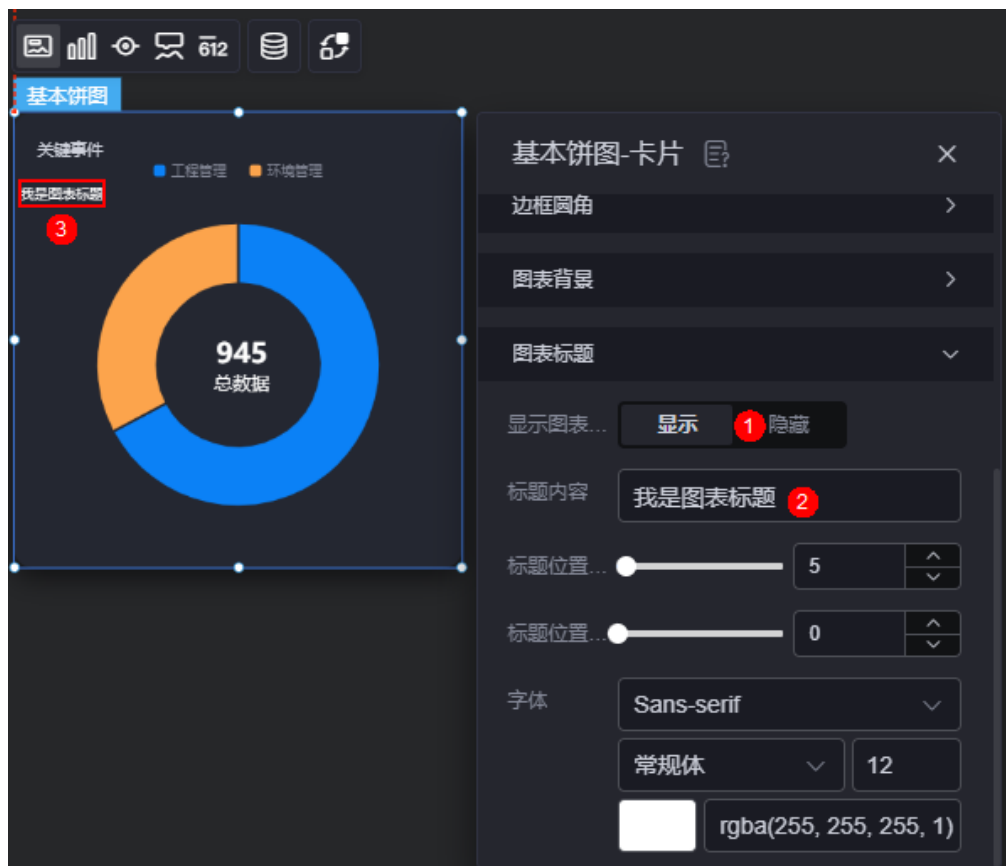 612
基本饼图
关键事件
工程管理 环境管理
我是图表标题
3
945
总数据
基本饼图-卡片
边框圆角
图表背景
图表标题
显示图表... 显示 1 隐藏
标题内容 我是图表标题 2
标题位置... 5
标题位置... 0
字体 Sans-serif
常规体 12
rgba(255, 255, 255, 1)